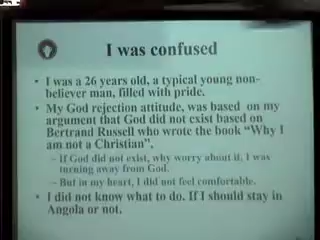 I was confused
• I was a 26 years old, a typical young non-
believer man, filled with pride.
• My God rejection attitude, was based on my
argument that God did not exist based on
Bertrand Russell who wrote the book “Why I
am not a Christian”.
– If God did not exist, why worry about it. I was
turning away from God.
– But in my heart, I did not feel comfortable.
• I did not know what to do. If I should stay in
Angola or not.